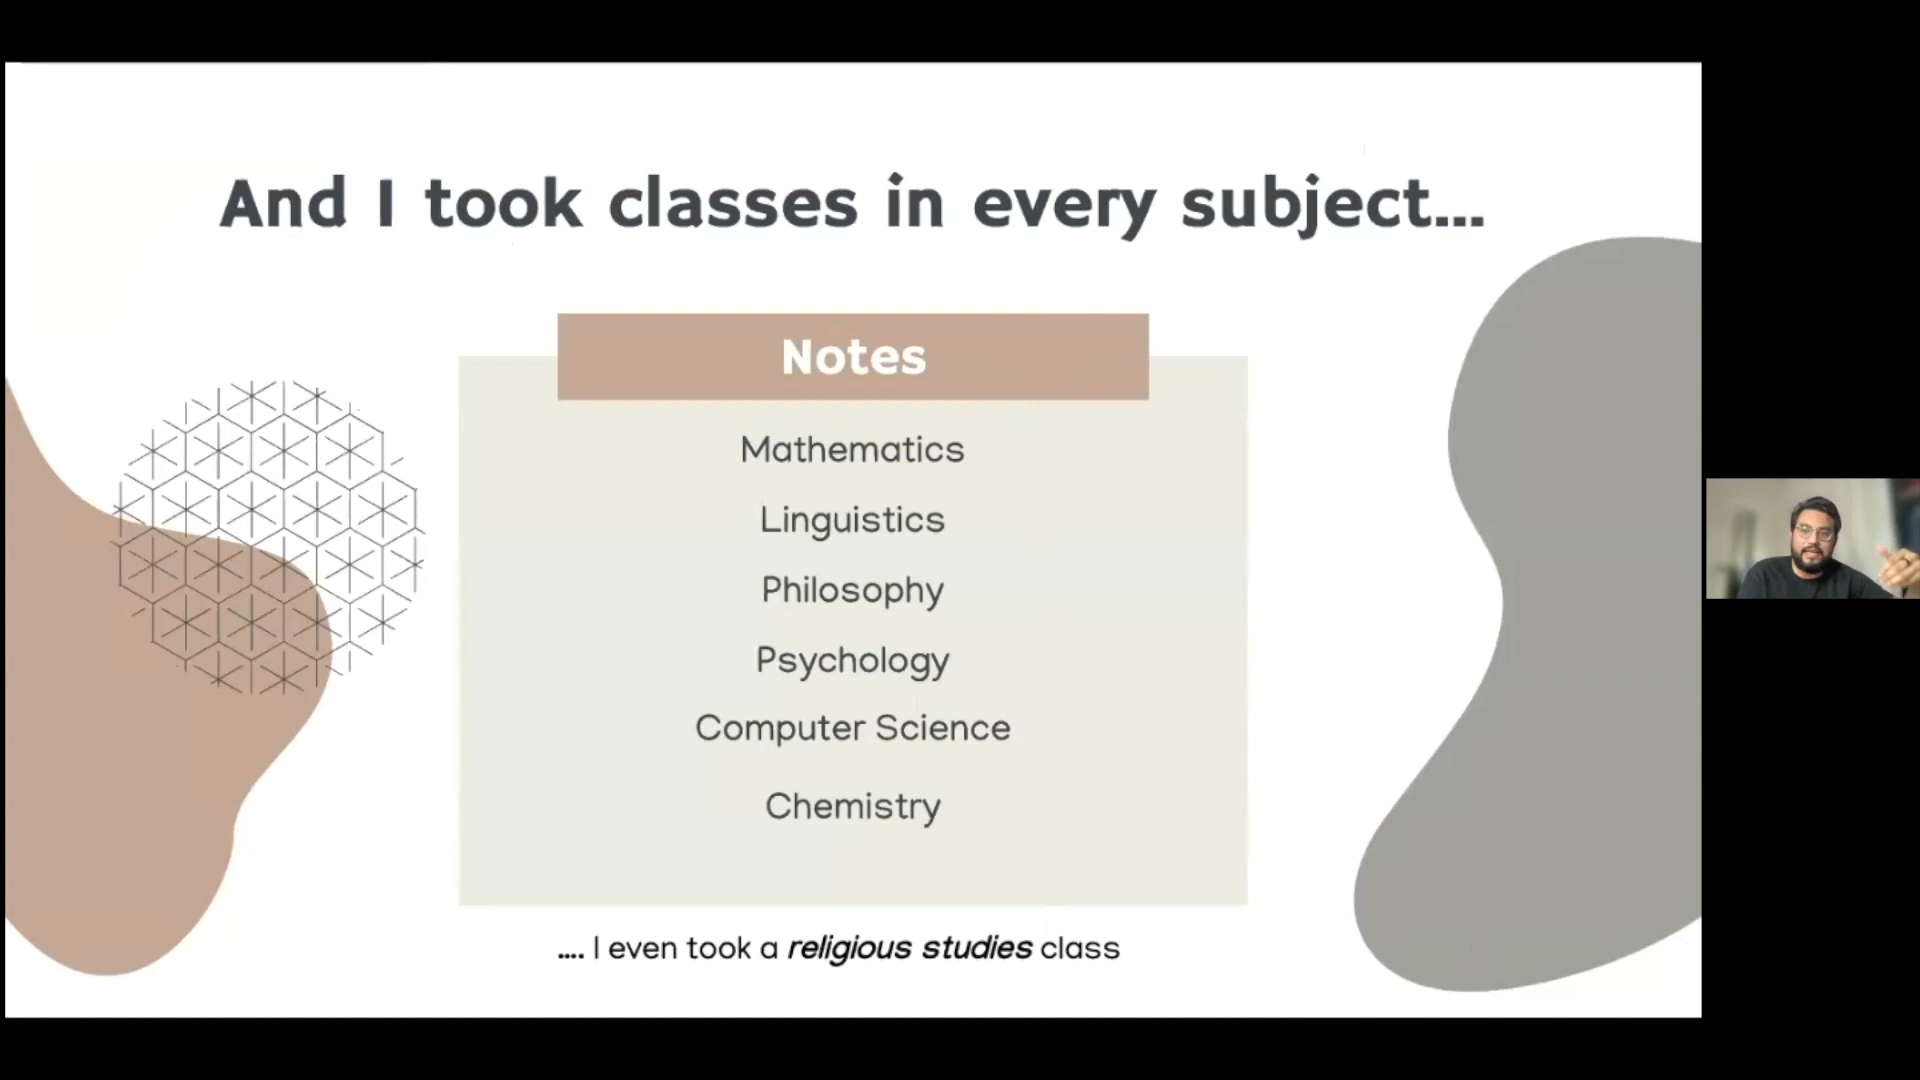 And I took classes in every subject...
Notes
Mathematics
Linguistics
Philosophy
Psychology
Computer Science
Chemistry
.... I even took a religious studies class